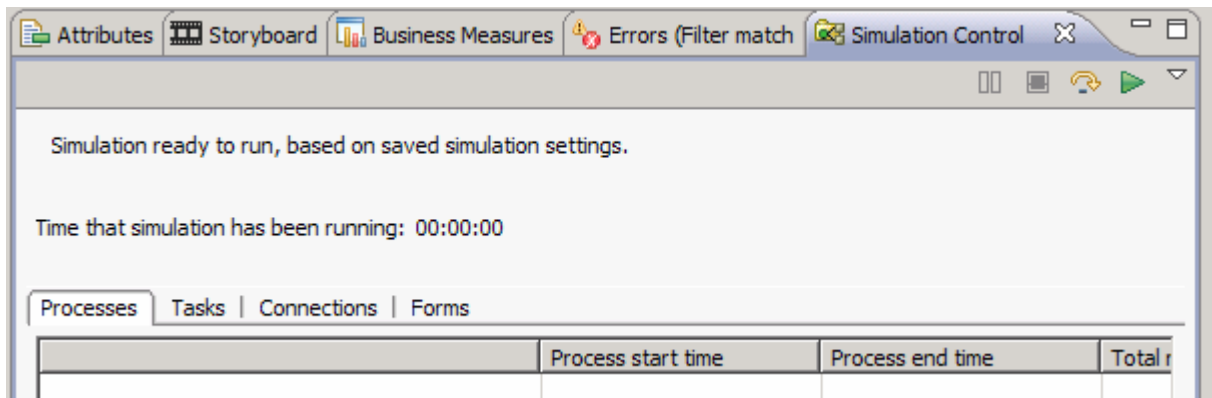 Attributes Storyboard Business Measures Errors (Filter match Simulation Control
Simulation ready to run, based on saved simulation settings.
Time that simulation has been running: 00:00:00
Processes Tasks | Connections | Forms
Process start time Process end time Total